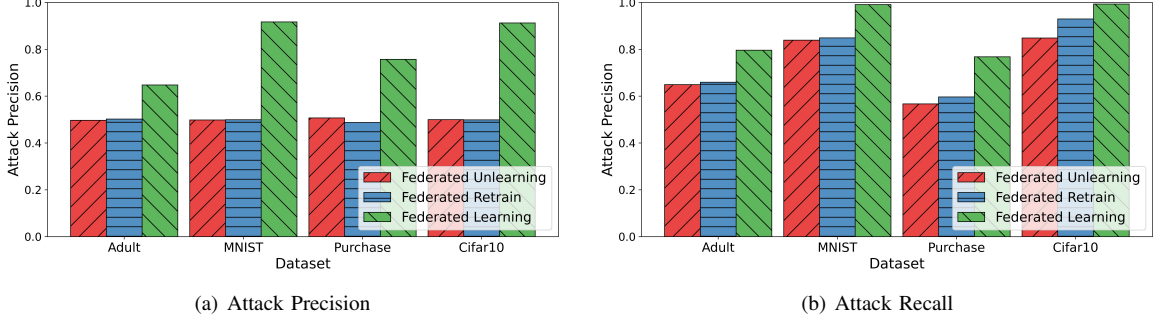 1.0
0.8
0.6
0.4
0.2
0.0
Attack Precision
Federated Unlearning
Federated Retrain
Federated Learning
Adult MNIST Purchase Cifar10
Dataset
(a) Attack Precision
1.0
0.8
0.6
0.4
0.2
0.0
Attack Precision
Federated Unlearning
Federated Retrain
Federated Learning
Adult MNIST Purchase Cifar10
Dataset
(b) Attack Recall